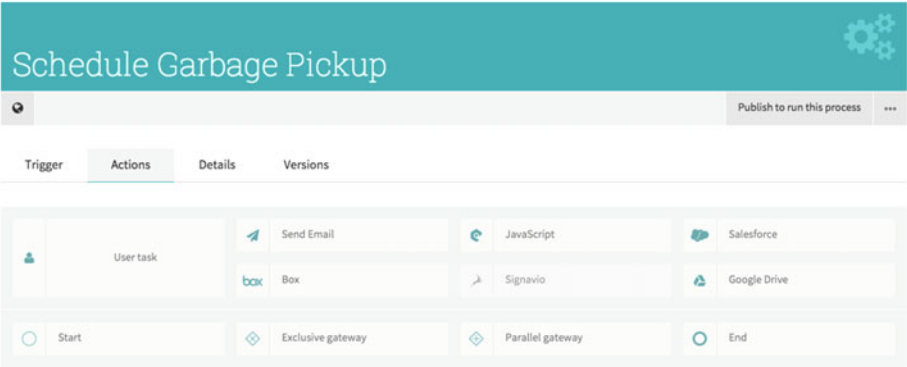 Schedule Garbage Pickup
Publish to run this process
Trigger Actions Details Versions
Send Email JavaScript Salesforce
User task
box Box Signavio Google Drive
Start Exclusive gateway Parallel gateway End